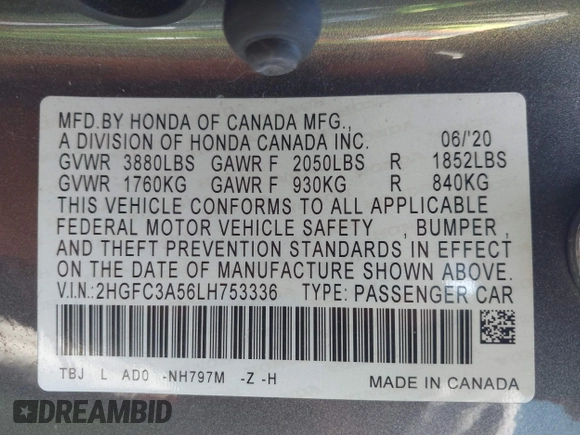 MFD.BY HONDA OF CANADA MFG.,
A DIVISION OF HONDA CANADA INC. 06/'20
GVWR 3880LBS GAWR F 2050LBS R 1852LBS
GVWR 1760KG GAWR F 930KG R 840KG
THIS VEHICLE CONFORMS TO ALL APPLICABLE
FEDERAL MOTOR VEHICLE SAFETY , BUMPER ,
AND THEFT PREVENTION STANDARDS IN EFFECT
ON THE DATE OF MANUFACTURE SHOWN ABOVE.
V.I.N.:2HGFC3A56LH753336 TYPE: PASSENGER CAR
TBJ L AD0 -NH797M -Z -H
MADE IN CANADA
DREAMBID